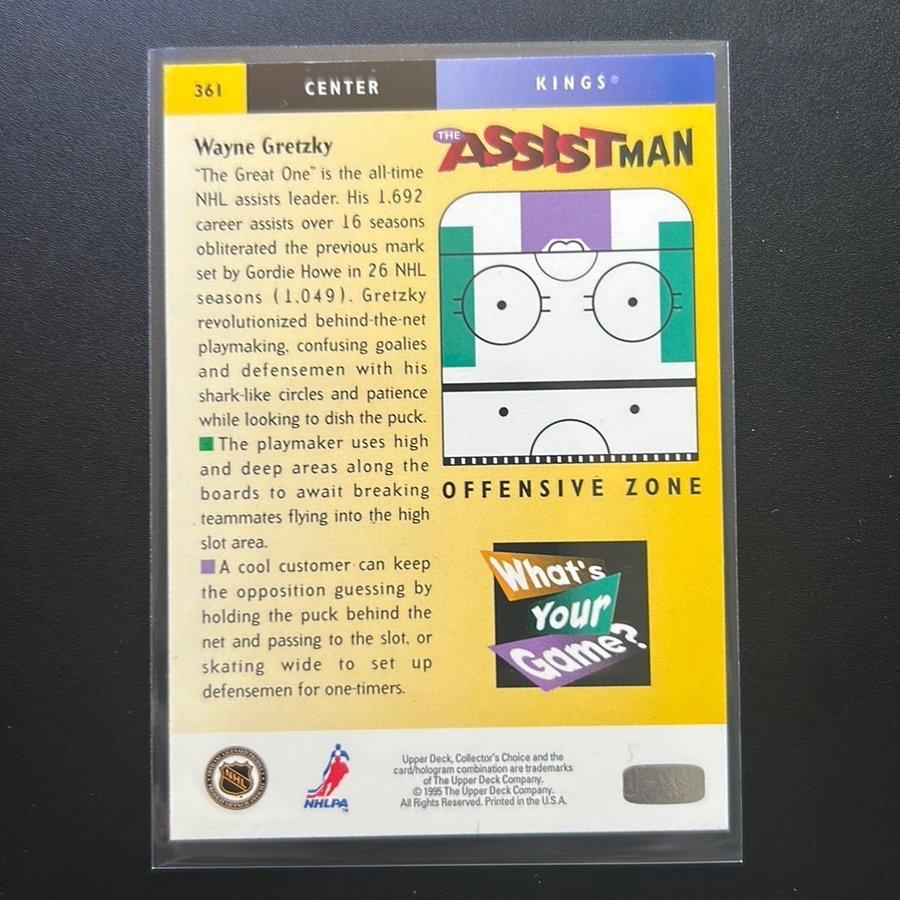 361 CENTER KINGS®
Wayne Gretzky
"The Great One" is the all-time
NHL assists leader. His 1,692
career assists over 16 seasons
obliterated the previous mark
set by Gordie Howe in 26 NHL
seasons (1,049). Gretzky
revolutionized behind-the-net
playmaking, confusing goalies
and defensemen with his
shark-like circles and patience
while looking to dish the puck.
The playmaker uses high
and deep areas along the
boards to await breaking
teammates flying into the high
slot area.
A cool customer can keep
the opposition guessing by
holding the puck behind the
net and passing to the slot, or
skating wide to set up
defensemen for one-timers.
THE ASSIST MAN
OFFENSIVE ZONE
What's
Your
Game?
NHL
NHLPA
TM
Upper Deck, Collector's Choice and the
card/hologram combination are trademarks
of The Upper Deck Company.
© 1995 The Upper Deck Company.
All Rights Reserved. Printed in the U.S.A.